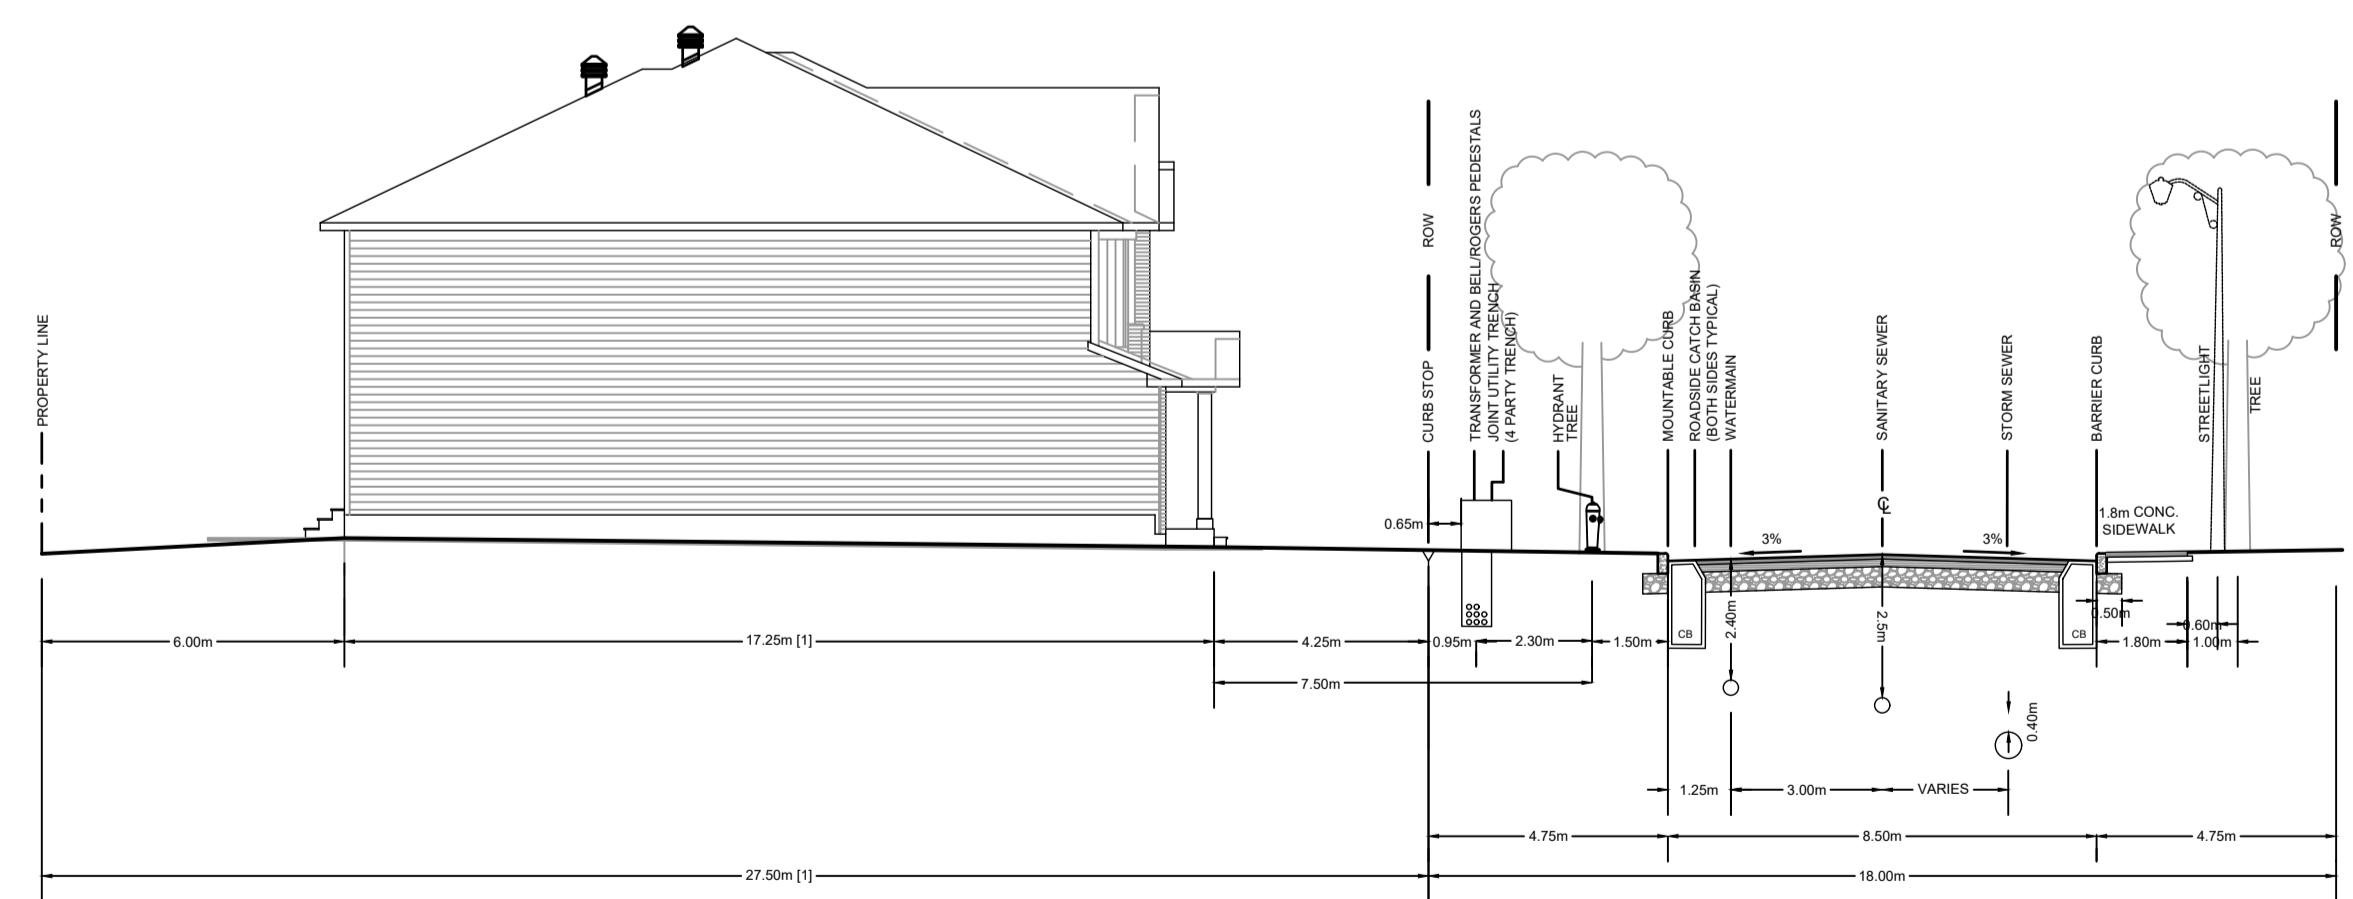 PROPERTY LINE
ROW
CURB STOP
TRANSFORMER AND BELL/ROGERS PEDESTALS
JOINT UTILITY TRENCH
(4 PARTY TRENCH)
HYDRANT
TREE
MOUNTABLE CURB
ROADSIDE CATCH BASIN
(BOTH SIDES TYPICAL)
WATERMAIN
SANITARY SEWER
STORM SEWER
BARRIER CURB
STREETLIGHT
TREE
ROW
℄
0.65m
3%
3%
1.8m CONC.
SIDEWALK
2.40m
2.5m
CB
CB
0.50m
0.60m
6.00m
17.25m [1]
4.25m
0.95m
2.30m
1.50m
1.80m
1.00m
7.50m
0.40m
1.25m
3.00m
VARIES
4.75m
8.50m
4.75m
27.50m [1]
18.00m